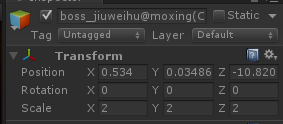 boss_jiuweihu@moxing(C Static
Tag Untagged Layer Default
Transform
Position X 0.534 Y 0.03486 Z -10.820
Rotation X 0 Y 0 Z 0
Scale X 2 Y 2 Z 2